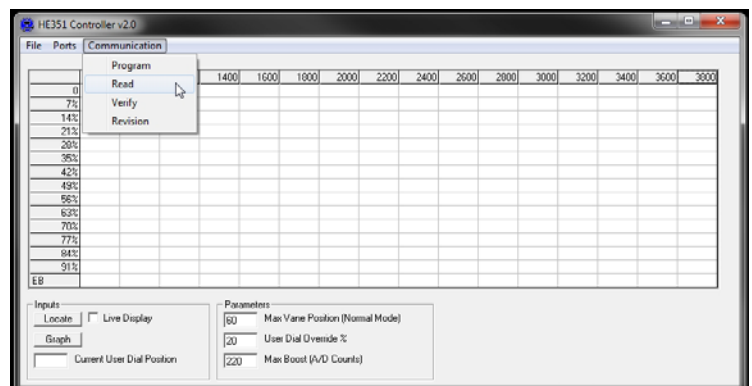 HE351 Controller v2.0
File Ports Communication
Program
Read
Verify
Revision
1400 1600 1800 2000 2200 2400 2600 2800 3000 3200 3400 3600 3800
0
7%
14%
21%
28%
35%
42%
49%
56%
63%
70%
77%
84%
91%
EB
Inputs
Locate Live Display
Graph
Current User Dial Position
Parameters
60 Max Vane Position (Normal Mode)
20 User Dial Override %
220 Max Boost (A/D Counts)